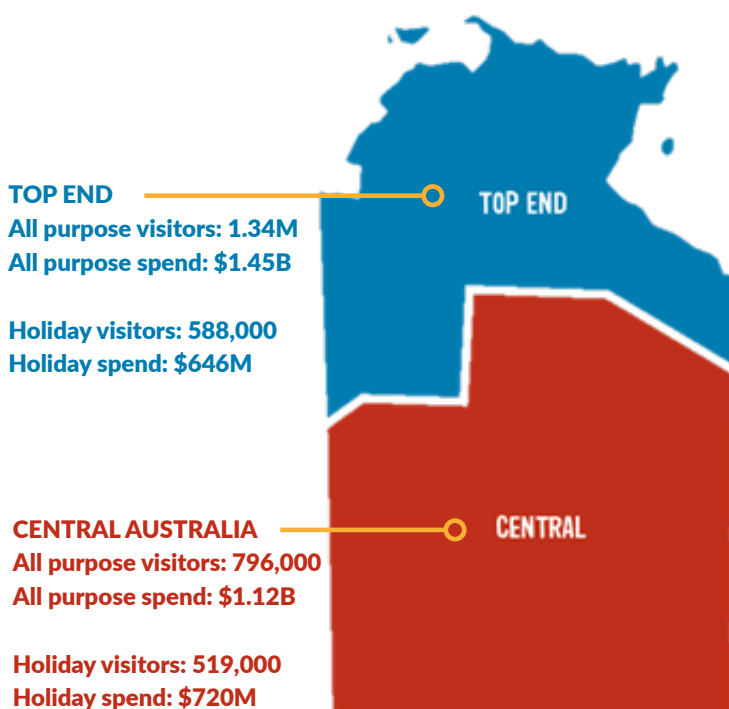 TOP END
All purpose visitors: 1.34M
All purpose spend: $1.45B
Holiday visitors: 588,000
Holiday spend: $646M
TOP END
CENTRAL AUSTRALIA
All purpose visitors: 796,000
All purpose spend: $1.12B
Holiday visitors: 519,000
Holiday spend: $720M
CENTRAL